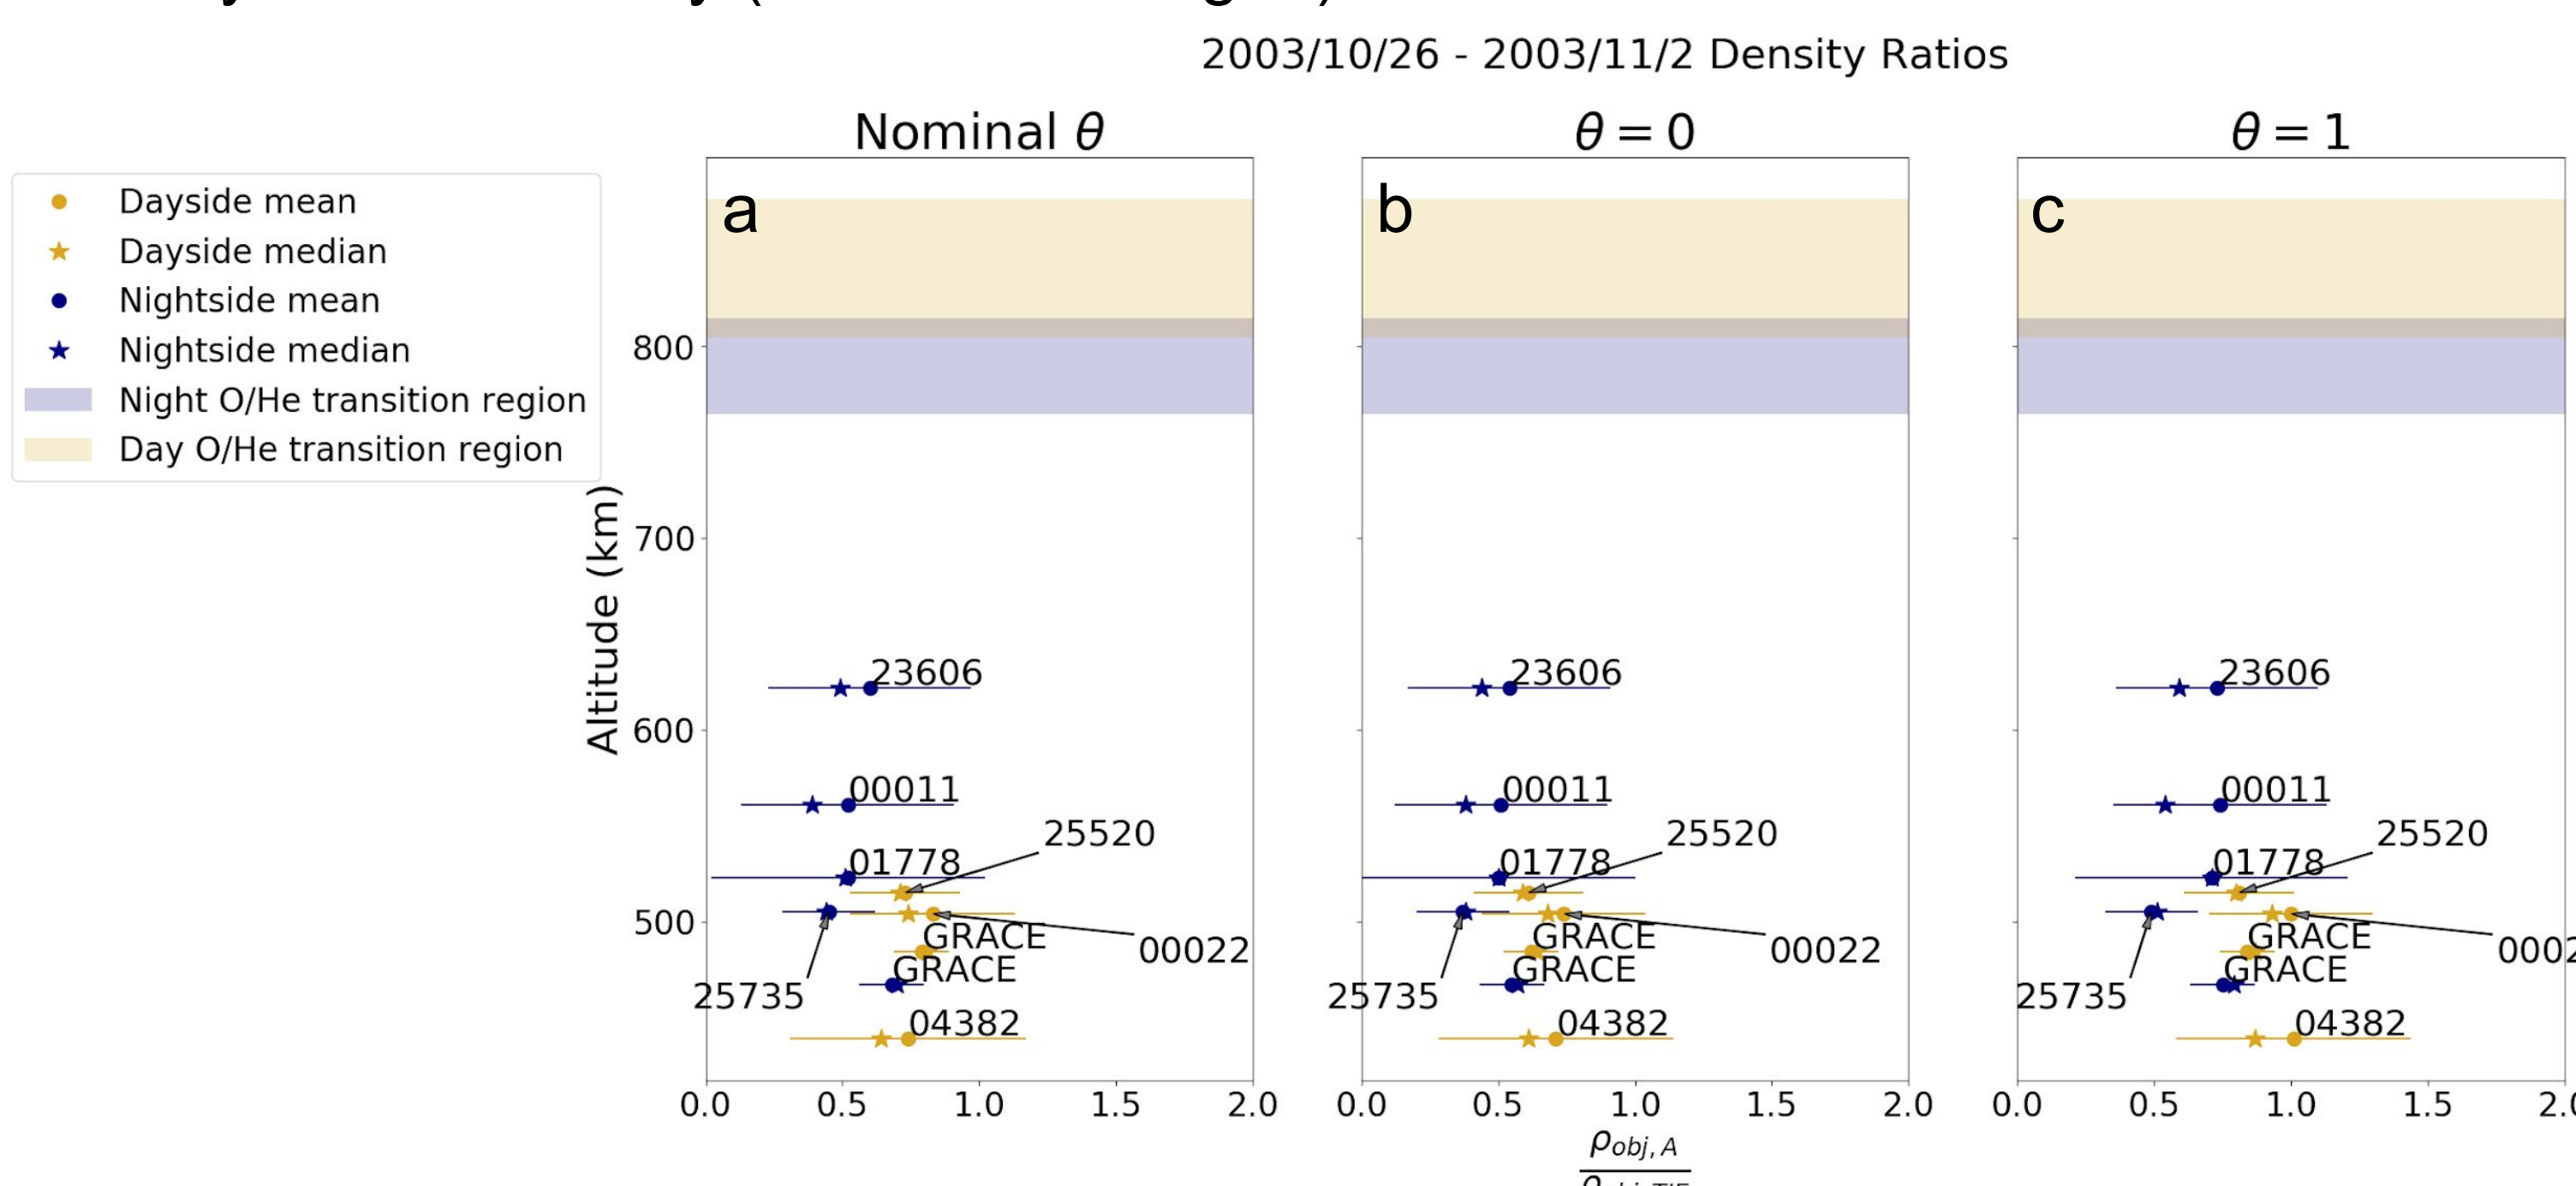 2003/10/26 - 2003/11/2 Density Ratios
Nominal θ
θ = 0
θ = 1
Dayside mean
Dayside median
Nightside mean
Nightside median
Night O/He transition region
Day O/He transition region
Altitude (km)
800
700
600
500
a
23606
00011
25520
01778
GRACE
00022
GRACE
25735
04382
0.0 0.5 1.0 1.5 2.0
b
23606
00011
25520
01778
GRACE
00022
GRACE
25735
04382
0.0 0.5 1.0 1.5 2.0
c
23606
00011
25520
01778
GRACE
0002
GRACE
25735
04382
0.0 0.5 1.0 1.5 2.0
ρobj, A